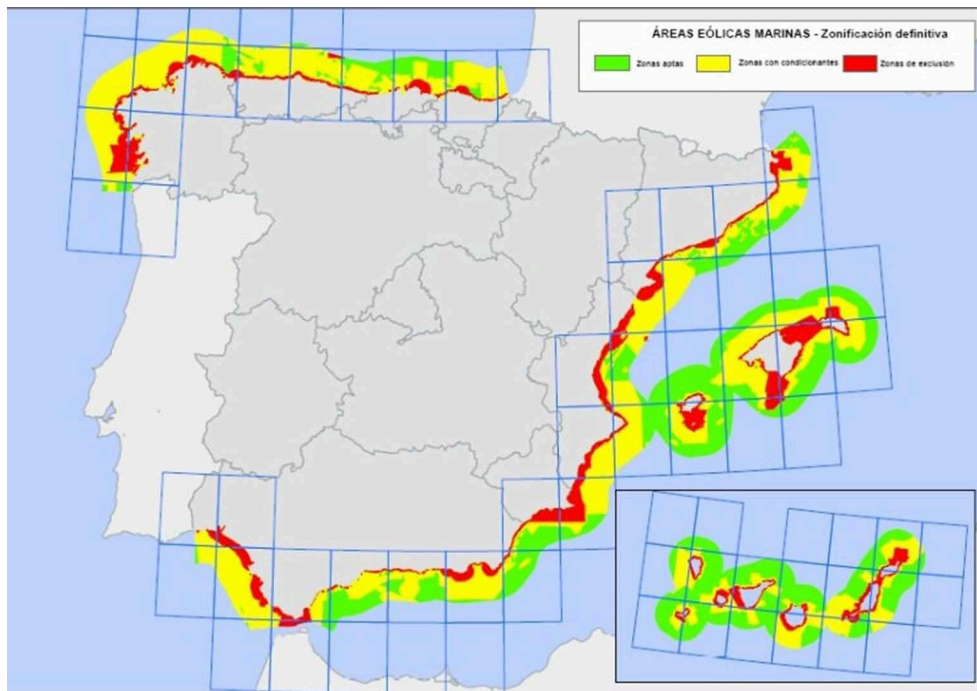 ÁREAS EÓLICAS MARINAS - Zonificación definitiva
Zonas aptas Zonas con condicionantes Zonas de exclusión